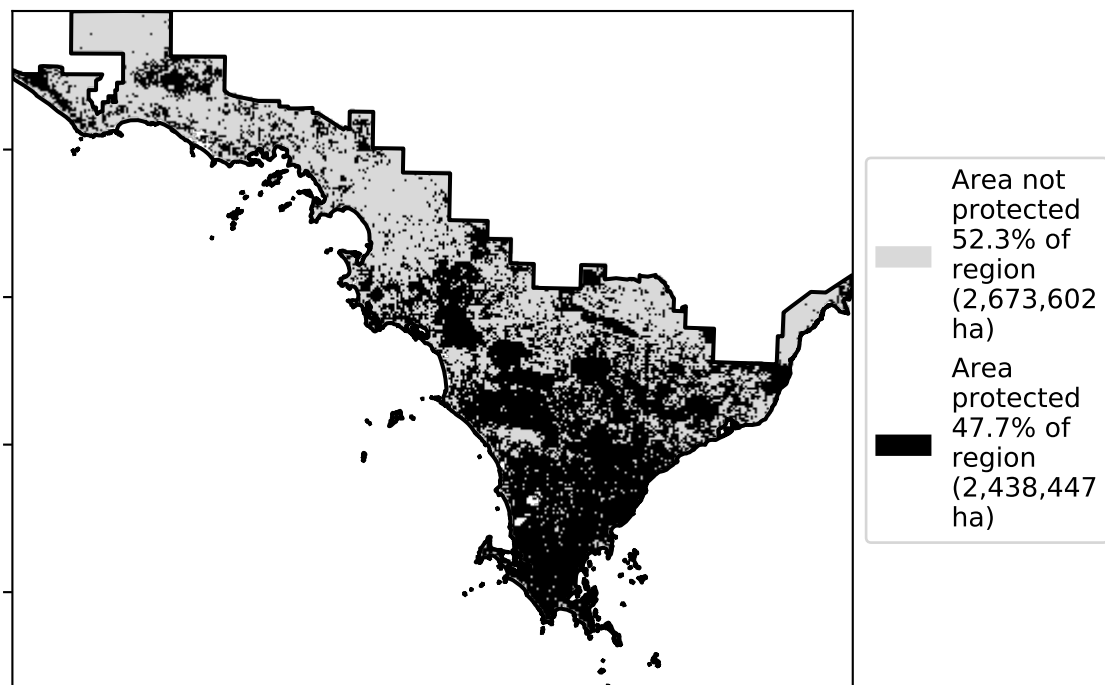 Area not
protected
52.3% of
region
(2,673,602
ha)
Area
protected
47.7% of
region
(2,438,447
ha)